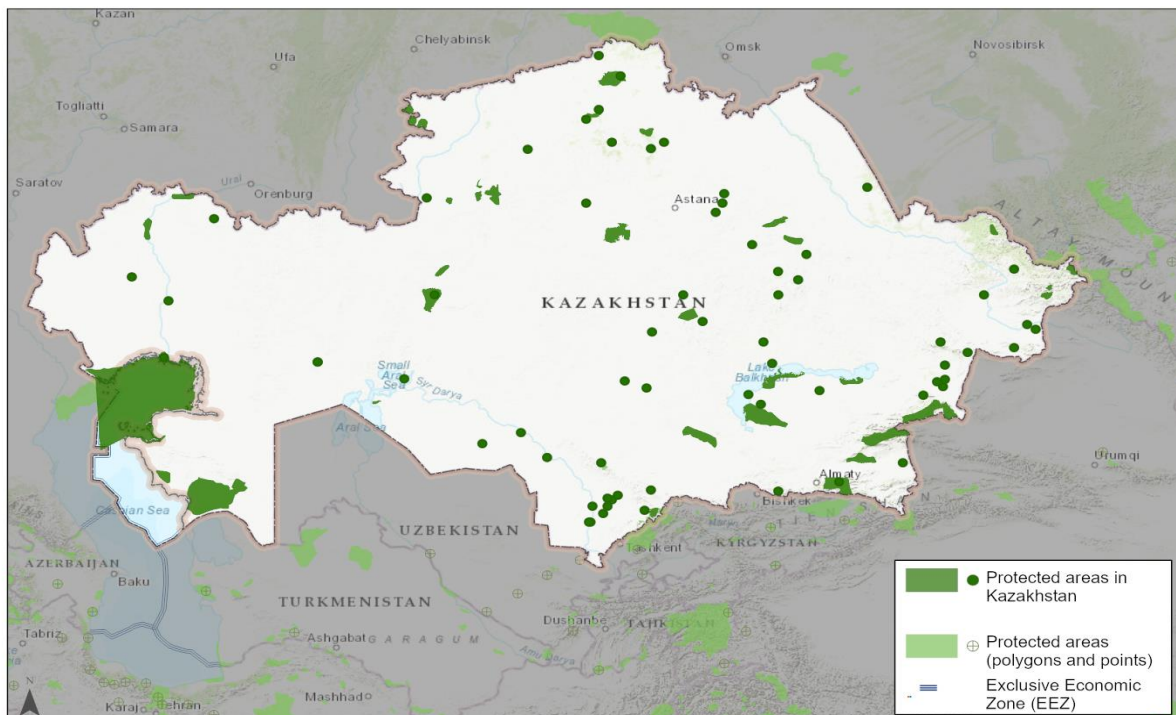 Kazan
Chelyabinsk
Omsk
Novosibirsk
Ufa
Togliatti
Samara
Saratov
Ural
Orenburg
Astana
ALTAY MOUN
KAZAKHSTAN
Small
Aral
Sea
Syr Darya
Lake
Balkhash
Aral Sea
Almaty
Urumqi
Bishkek
Caspian Sea
UZBEKISTAN
Naryn
TIEN SHAN
Tashkent
KYRGYZSTAN
AZERBAIJAN
Baku
TURKMENISTAN
Dushanbe
TAJIKISTAN
Tabriz
Ashgabat
GARAGUM
Amu Darya
Mashhad
N
Karaj
Tehran
Protected areas in
Kazakhstan
Protected areas
(polygons and points)
Exclusive Economic
Zone (EEZ)